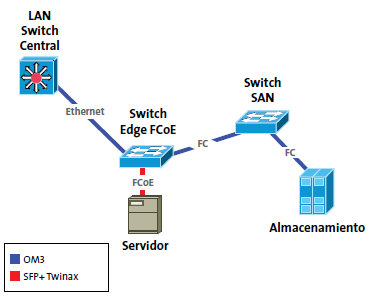 LAN
Switch
Central
Ethernet
Switch
Edge FCoE
FC
Switch
SAN
FC
FCoE
Servidor
Almacenamiento
OM3
SFP+ Twinax